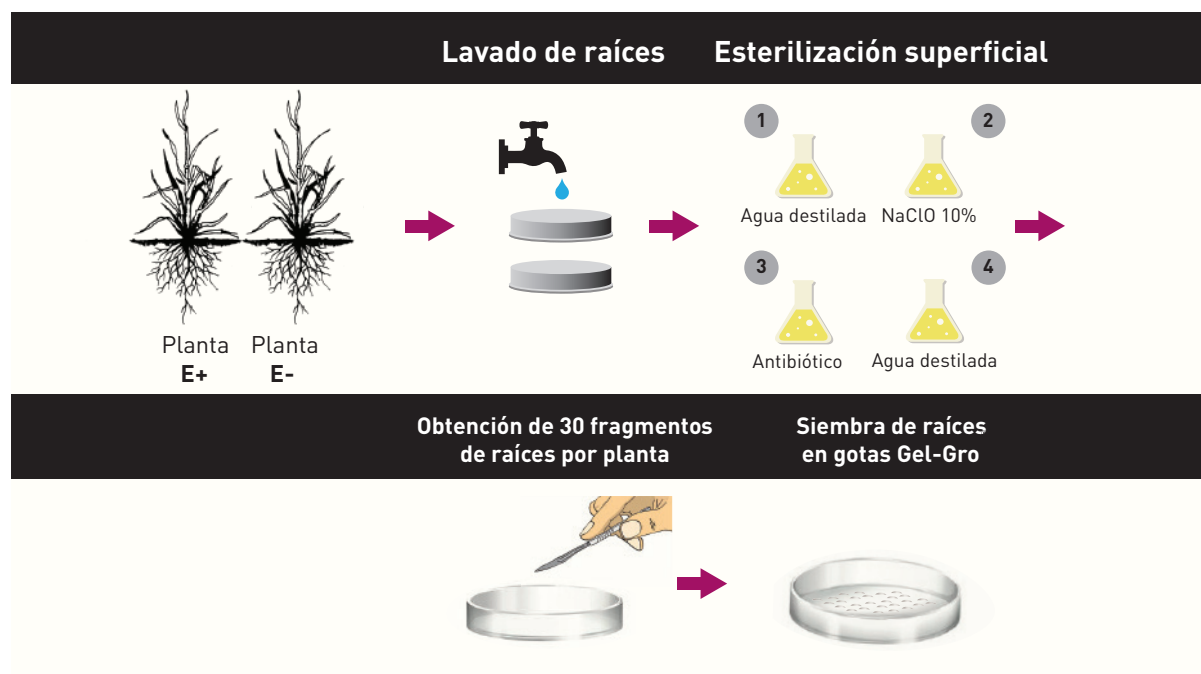 Lavado de raíces
Esterilización superficial
1
2
Agua destilada
NaClO 10%
3
4
Antibiótico
Agua destilada
Planta
E+
Planta
E-
Obtención de 30 fragmentos
de raíces por planta
Siembra de raíces
en gotas Gel-Gro